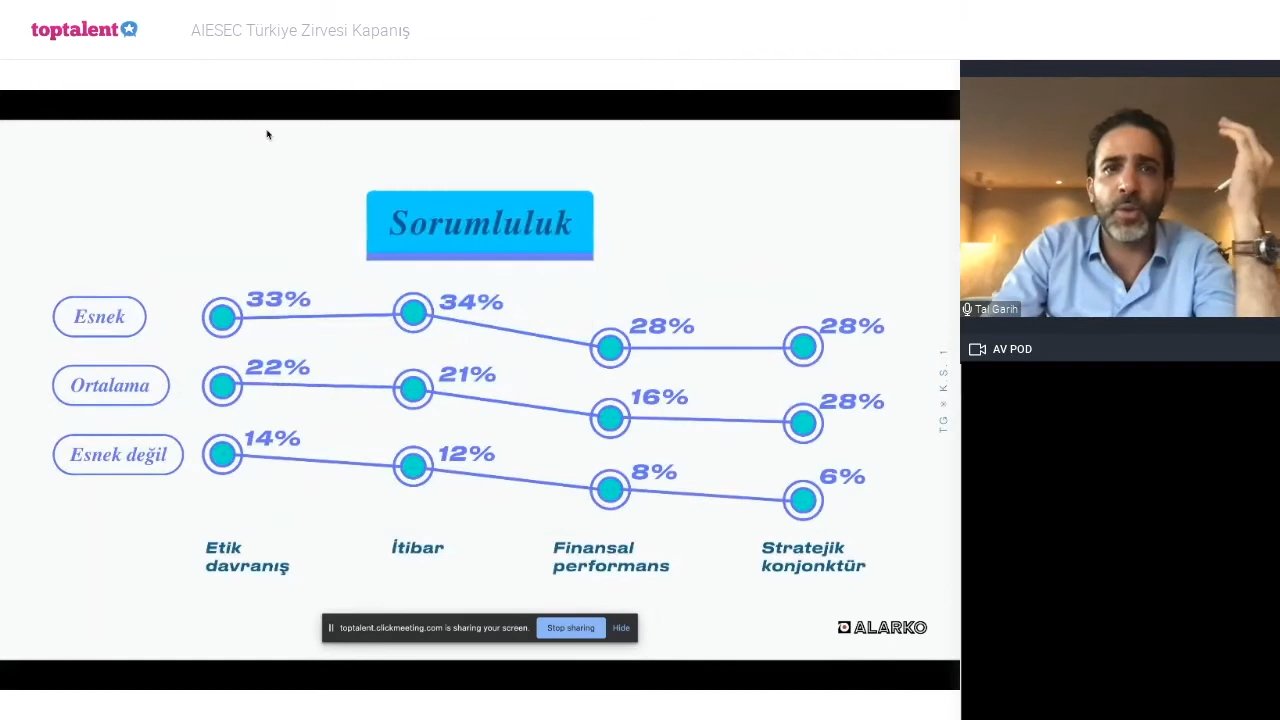 toptalent
AIESEC Türkiye Zirvesi Kapanış
Sorumluluk
Esnek
33%
34%
28%
28%
Ortalama
22%
21%
16%
28%
Esnek değil
14%
12%
8%
6%
Etik
davranış
İtibar
Finansal
performans
Stratejik
konjonktür
TG * K.S. 1
toptalent.clickmeeting.com is sharing your screen.
Stop sharing
Hide
ALARKO
Tal Garih
AV POD